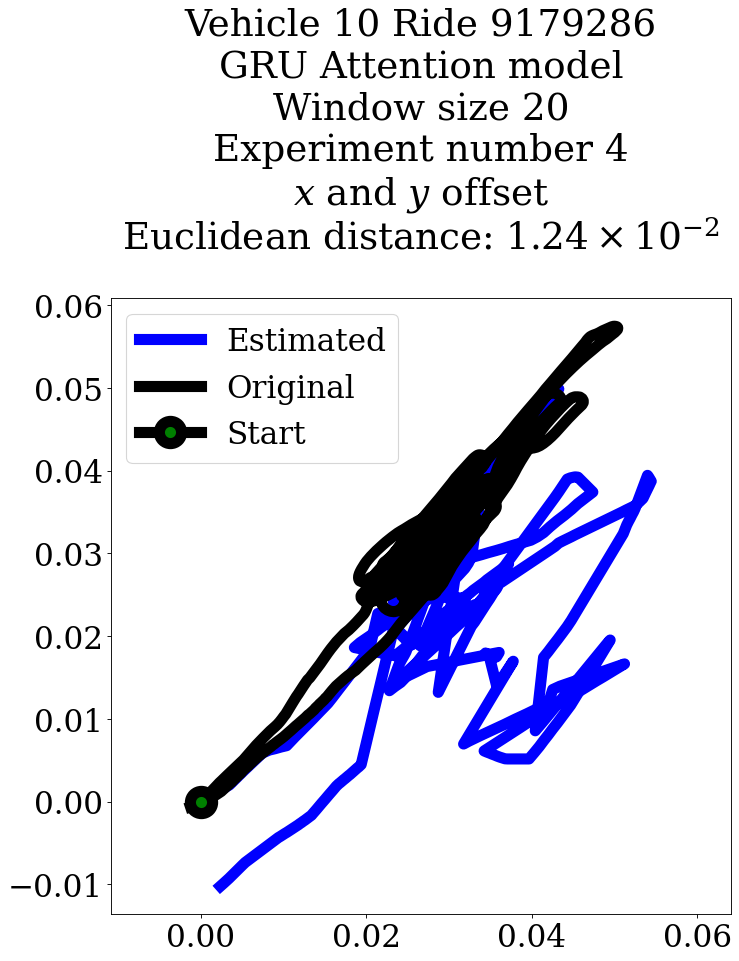 Vehicle 10 Ride 9179286
GRU Attention model
Window size 20
Experiment number 4
x and y offset
Euclidean distance: 1.24 × 10⁻²
Estimated
Original
Start
0.06
0.05
0.04
0.03
0.02
0.01
0.00
−0.01
0.00 0.02 0.04 0.06